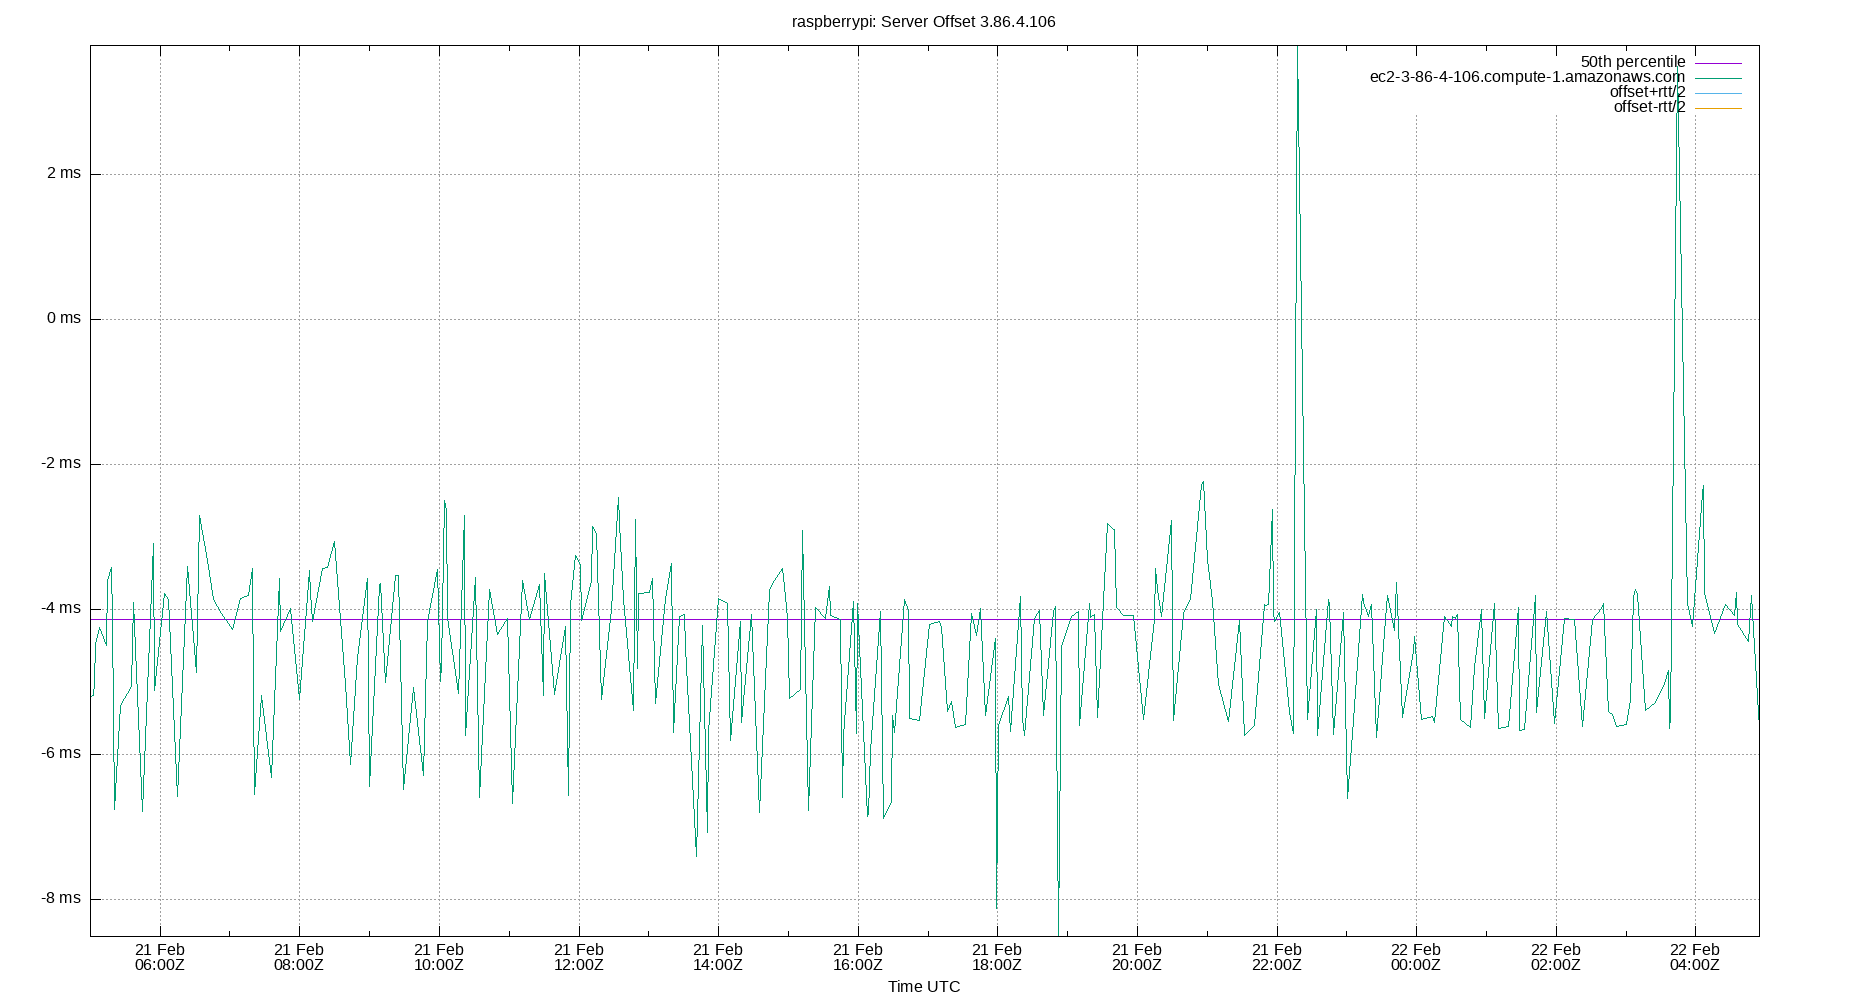 raspberrypi: Server Offset 3.86.4.106
50th percentile
ec2-3-86-4-106.compute-1.amazonaws.com
offset+rtt/2
offset-rtt/2
2 ms
0 ms
-2 ms
-4 ms
-6 ms
-8 ms
21 Feb 21 Feb 21 Feb 21 Feb 21 Feb 21 Feb 21 Feb 21 Feb 21 Feb 22 Feb 22 Feb 22 Feb
06:00Z 08:00Z 10:00Z 12:00Z 14:00Z 16:00Z 18:00Z 20:00Z 22:00Z 00:00Z 02:00Z 04:00Z
Time UTC